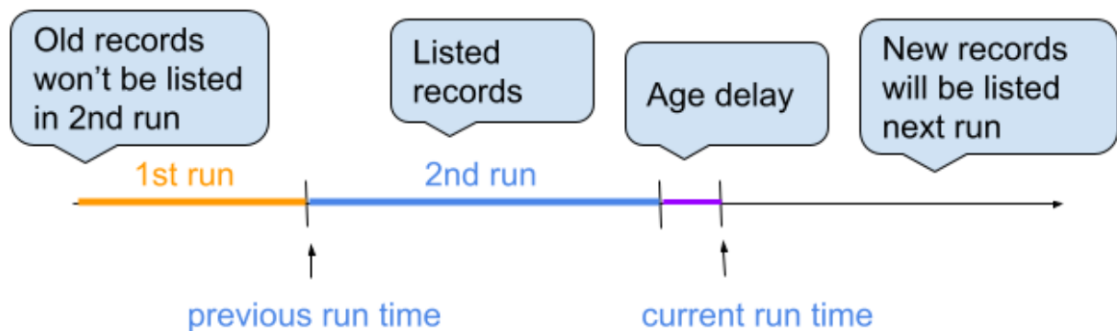 Old records
won't be listed
in 2nd run
Listed
records
Age delay
New records
will be listed
next run
1st run
2nd run
previous run time
current run time